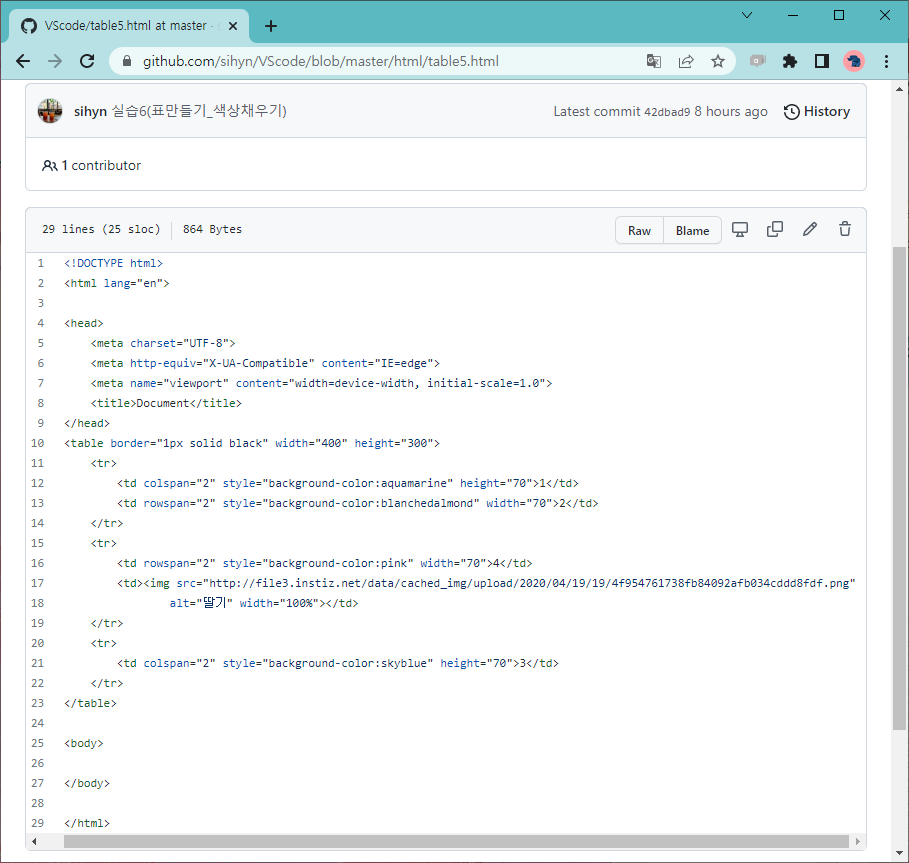 VScode/table5.html at master ·
github.com/sihyn/VScode/blob/master/html/table5.html
sihyn 실습6(표만들기_색상채우기)
Latest commit 42dbad9 8 hours ago
History
1 contributor
29 lines (25 sloc)
864 Bytes
Raw
Blame
1 <!DOCTYPE html>
2 <html lang="en">
3
4 <head>
5     <meta charset="UTF-8">
6     <meta http-equiv="X-UA-Compatible" content="IE=edge">
7     <meta name="viewport" content="width=device-width, initial-scale=1.0">
8     <title>Document</title>
9 </head>
10 <table border="1px solid black" width="400" height="300">
11     <tr>
12         <td colspan="2" style="background-color:aquamarine" height="70">1</td>
13         <td rowspan="2" style="background-color:blanchedalmond" width="70">2</td>
14     </tr>
15     <tr>
16         <td rowspan="2" style="background-color:pink" width="70">4</td>
17         <td><img src="http://file3.instiz.net/data/cached_img/upload/2020/04/19/19/4f954761738fb84092afb034cddd8fdf.png"
18                 alt="딸기" width="100%"></td>
19     </tr>
20     <tr>
21         <td colspan="2" style="background-color:skyblue" height="70">3</td>
22     </tr>
23 </table>
24
25 <body>
26
27 </body>
28
29 </html>